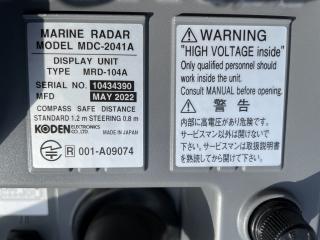 MARINE RADAR
MODEL MDC-2041A
DISPLAY UNIT
TYPE MRD-104A
SERIAL NO. 10434390
MFD MAY 2022
COMPASS SAFE DISTANCE
STANDARD 1.2 m STEERING 0.8 m
KODEN ELECTRONICS CO.,LTD. MADE IN JAPAN
R 001-A09074
WARNING
"HIGH VOLTAGE inside"
Only qualified personnel should
work inside the unit.
Consult MANUAL before opening.
警告
内部に高電圧があり危険です。
サービスマン以外は開けないで
下さい。サービスマンは取扱説明書
を熟読してから開けて下さい。